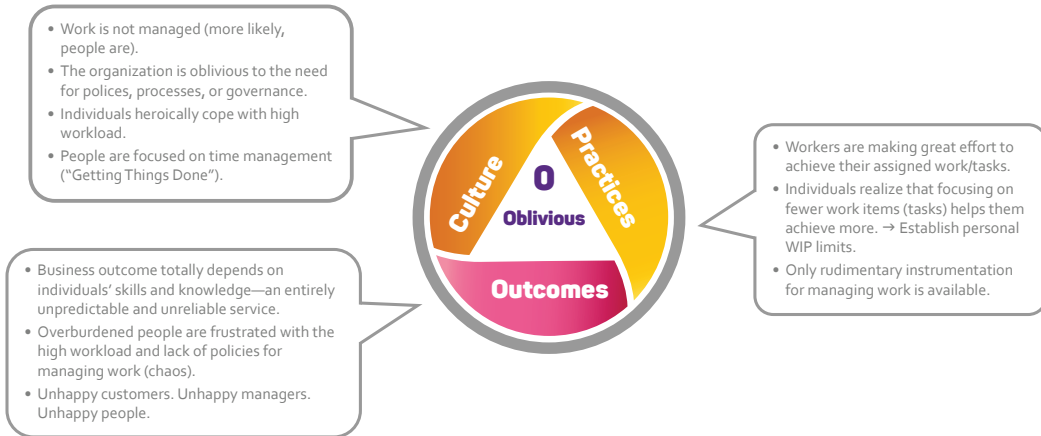 • Work is not managed (more likely,
people are).
• The organization is oblivious to the need
for polices, processes, or governance.
• Individuals heroically cope with high
workload.
• People are focused on time management
(“Getting Things Done”).
Culture
Practices
0
Oblivious
Outcomes
• Workers are making great effort to
achieve their assigned work/tasks.
• Individuals realize that focusing on
fewer work items (tasks) helps them
achieve more. → Establish personal
WIP limits.
• Only rudimentary instrumentation
for managing work is available.
• Business outcome totally depends on
individuals’ skills and knowledge—an entirely
unpredictable and unreliable service.
• Overburdened people are frustrated with the
high workload and lack of policies for
managing work (chaos).
• Unhappy customers. Unhappy managers.
Unhappy people.